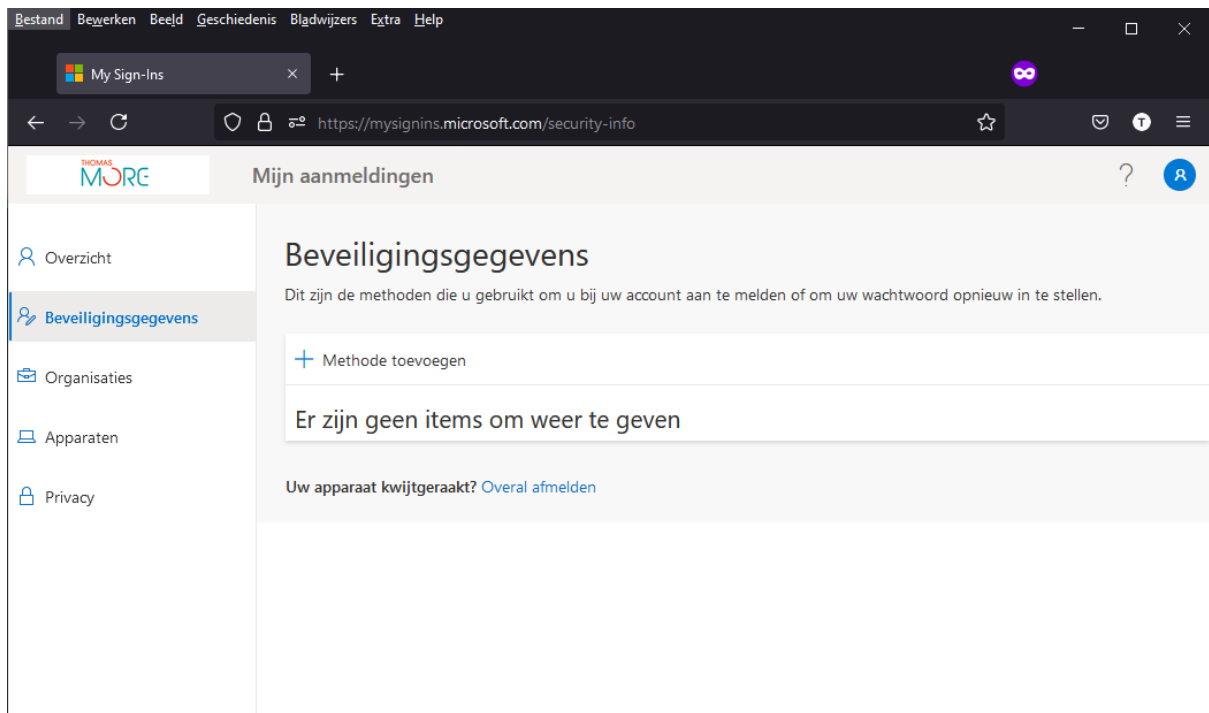 Bestand Bewerken Beeld Geschiedenis Bladwijzers Extra Help
My Sign-Ins
https://mysignins.microsoft.com/security-info
T
THOMAS
MORE
Mijn aanmeldingen
?
Overzicht
Beveiligingsgegevens
Organisaties
Apparaten
Privacy
Beveiligingsgegevens
Dit zijn de methoden die u gebruikt om u bij uw account aan te melden of om uw wachtwoord opnieuw in te stellen.
Methode toevoegen
Er zijn geen items om weer te geven
Uw apparaat kwijtgeraakt? Overal afmelden